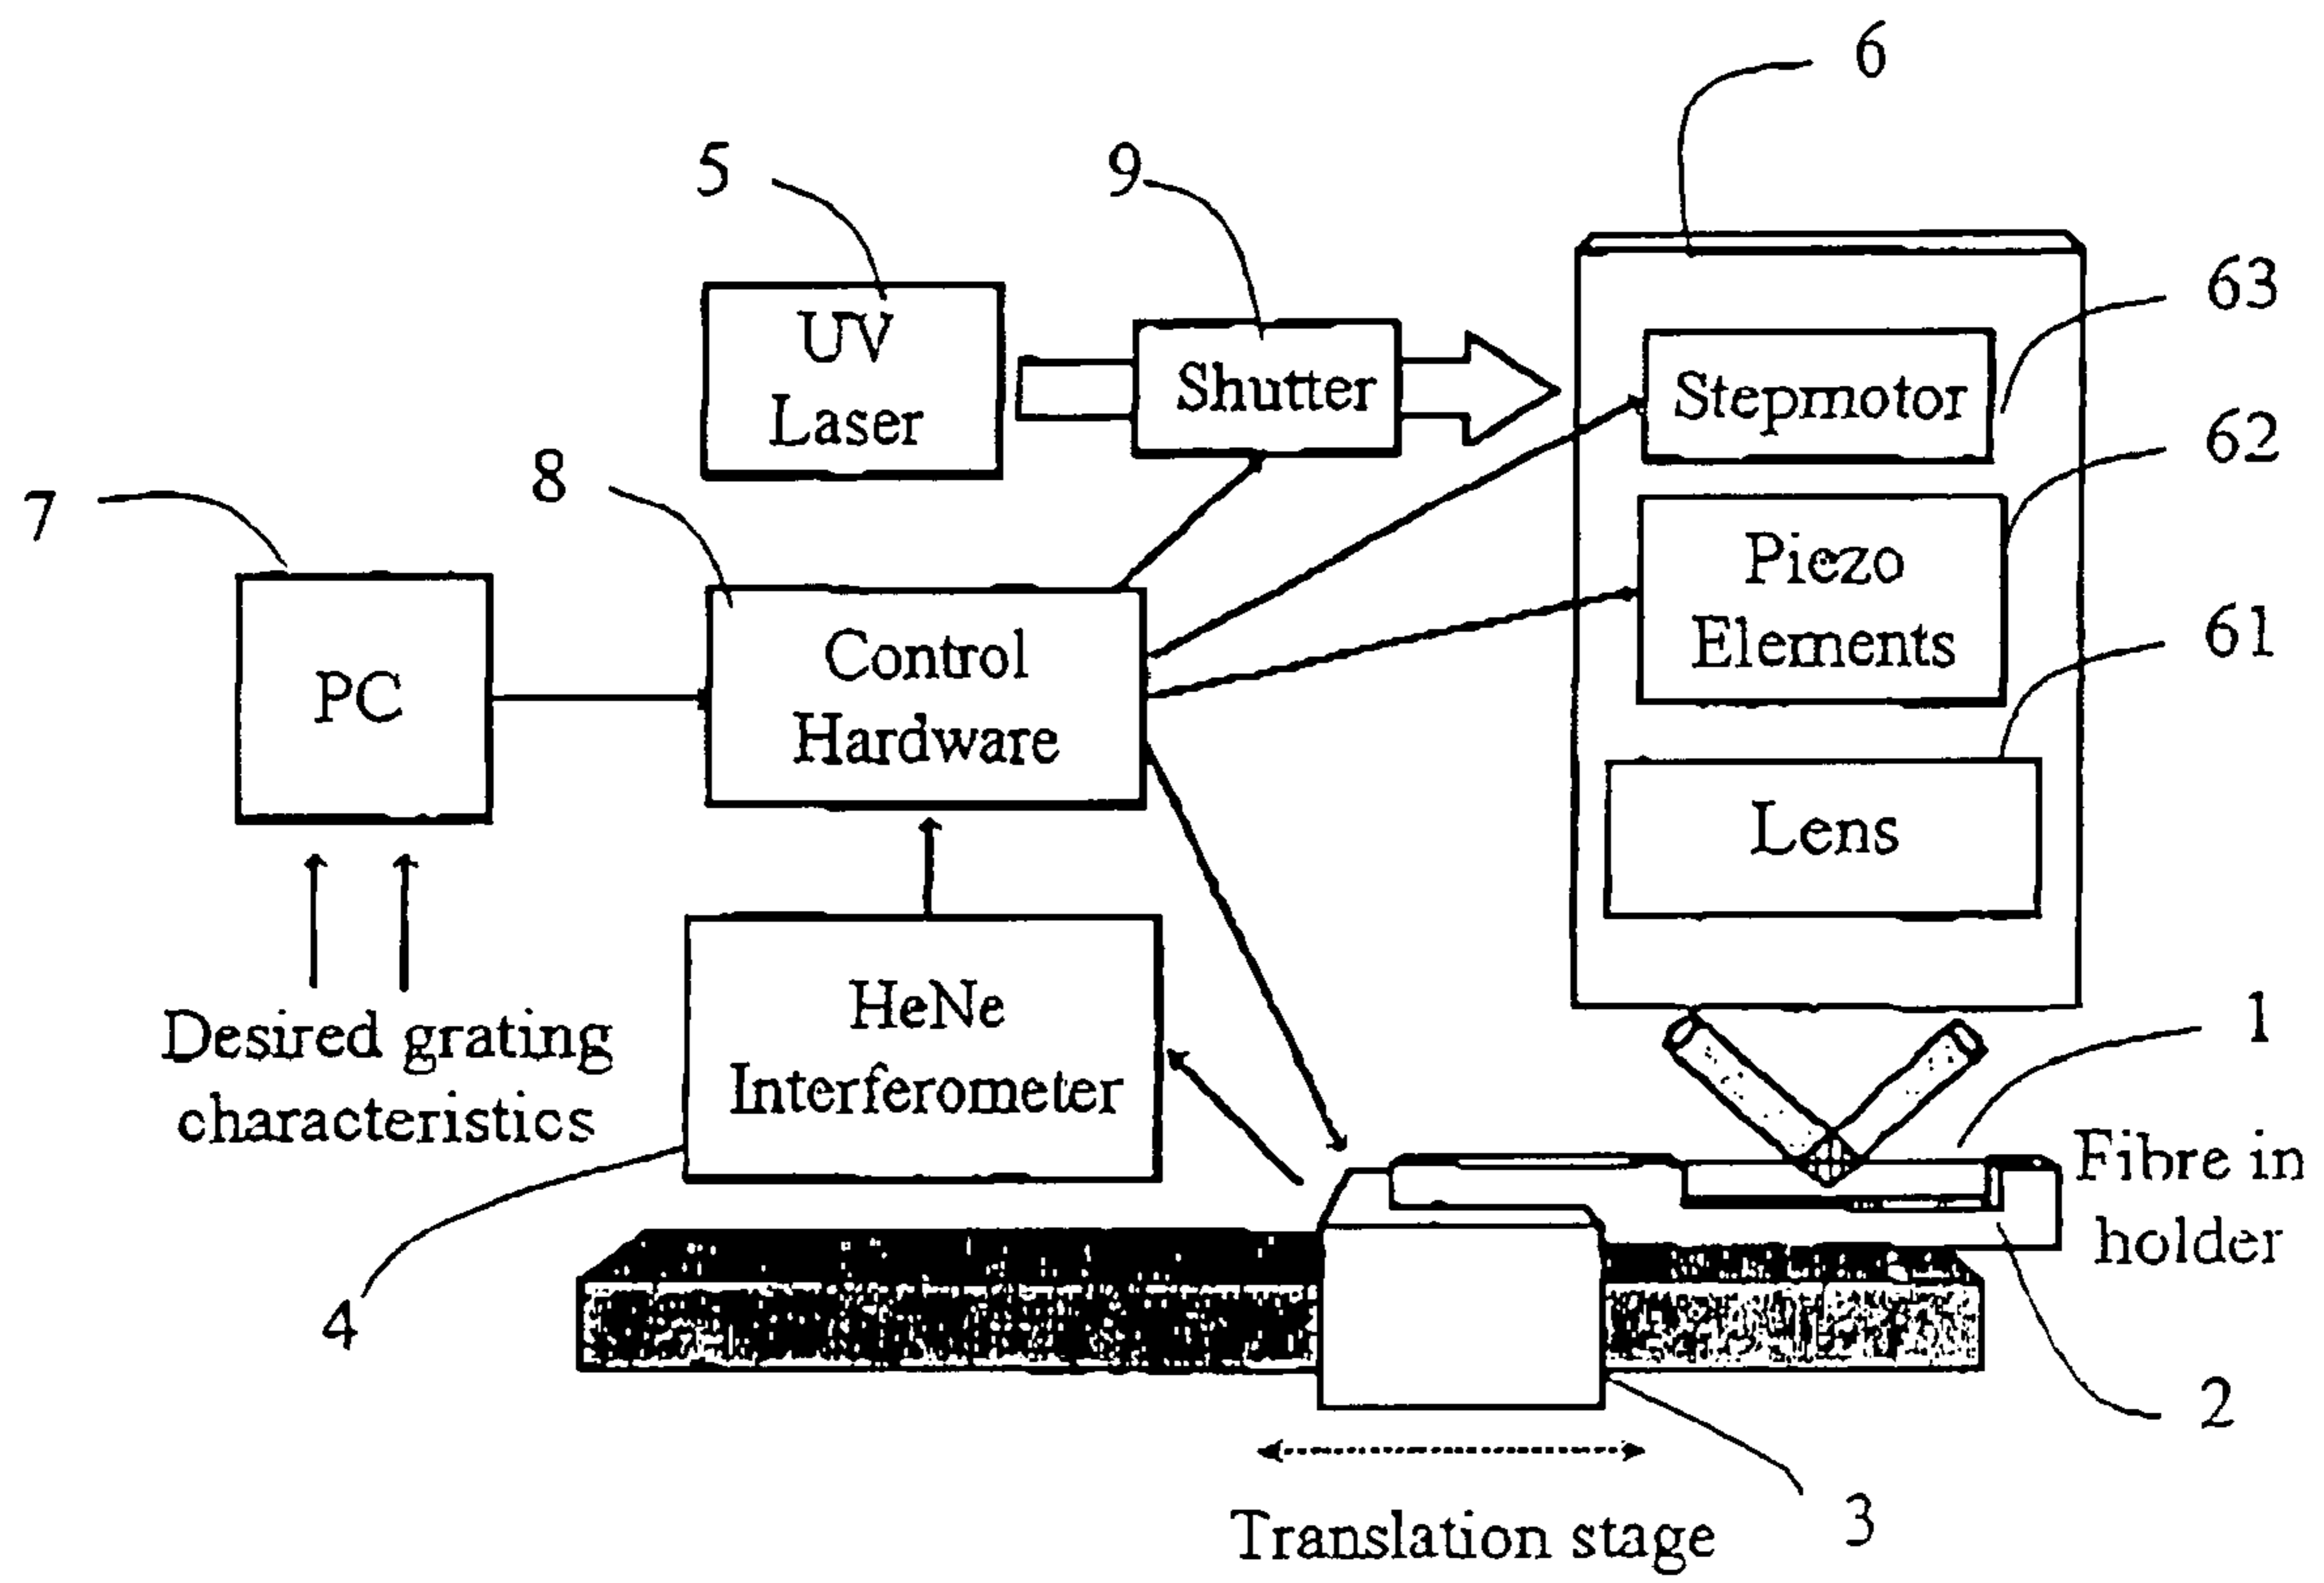 6
5
9
63
UV
Laser
Shutter
Stepmotor
62
8
7
Piezo
Elements
61
PC
Control
Hardware
Lens
HeNe
Interferometer
Desired grating
characteristics
1
Fibre in
holder
4
2
3
Translation stage